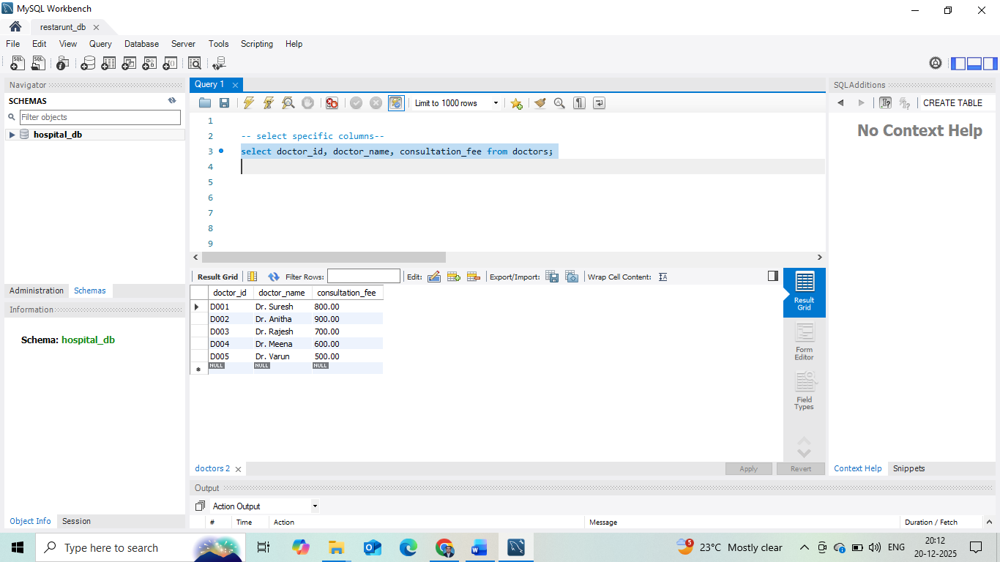 MySQL Workbench
restarunt_db
File Edit View Query Database Server Tools Scripting Help
Navigator
SCHEMAS
Filter objects
hospital_db
Administration Schemas
Information
Schema: hospital_db
Object Info Session
Query 1
Limit to 1000 rows
1
2 -- select specific columns--
3 select doctor_id, doctor_name, consultation_fee from doctors;
4
5
6
7
8
9
Result Grid Filter Rows: Edit: Export/Import: Wrap Cell Content:
doctor_id doctor_name consultation_fee
D001 Dr. Suresh 800.00
D002 Dr. Anitha 900.00
D003 Dr. Rajesh 700.00
D004 Dr. Meena 600.00
D005 Dr. Varun 500.00
NULL NULL NULL
Result
Grid
Form
Editor
Field
Types
doctors 2
Apply Revert
SQLAdditions
CREATE TABLE
No Context Help
Context Help Snippets
Output
Action Output
# Time Action Message Duration / Fetch
Type here to search
5
23°C Mostly clear
ENG
20:12
20-12-2025